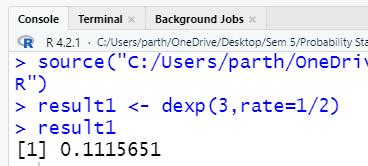 Console Terminal × Background Jobs ×
R 4.2.1 · C:/Users/parth/OneDrive/Desktop/Sem 5/Probability Sta
> source("C:/Users/parth/OneDriv
R")
> result1 <- dexp(3,rate=1/2)
> result1
[1] 0.1115651